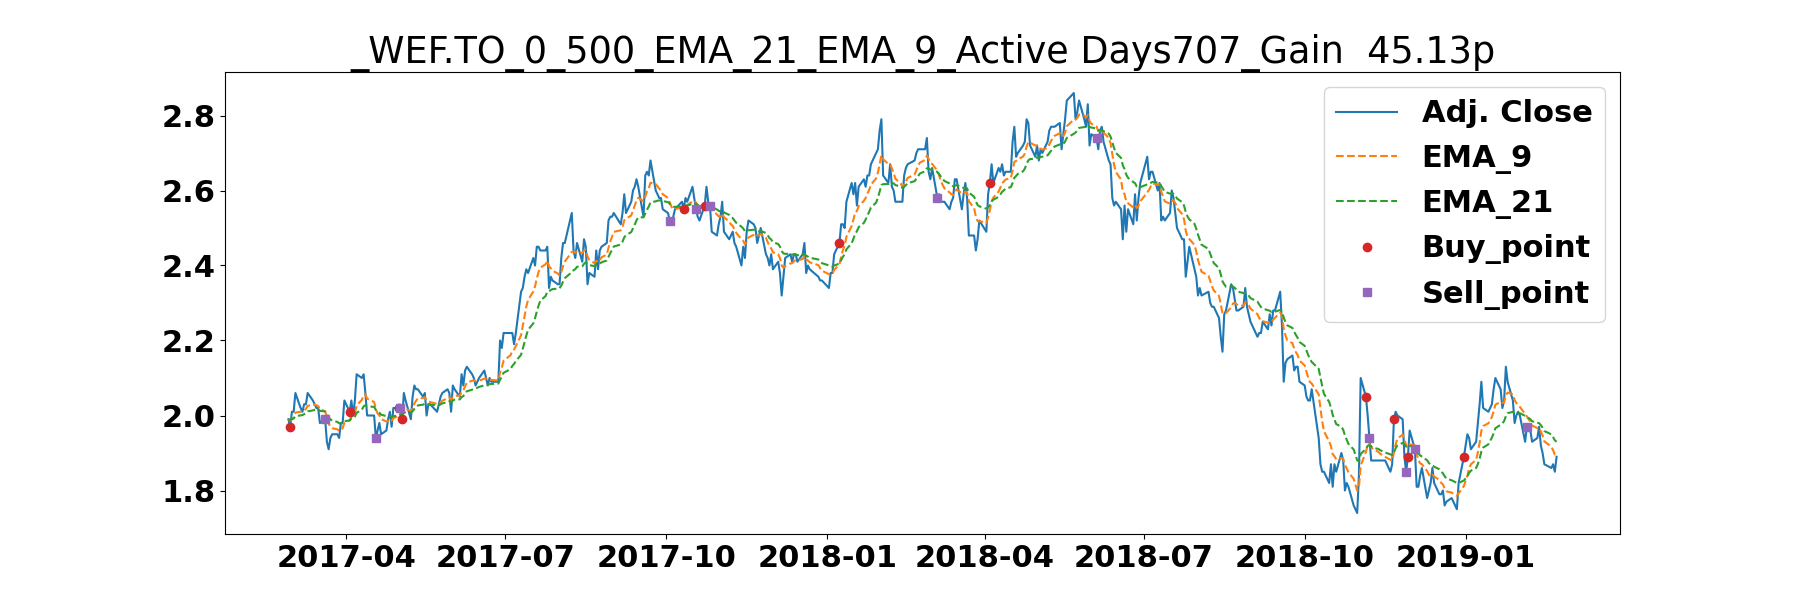 _WEF.TO_0_500_EMA_21_EMA_9_Active Days707_Gain  45.13p
2.8
2.6
2.4
2.2
2.0
1.8
Adj. Close
EMA_9
EMA_21
Buy_point
Sell_point
2017-04 2017-07 2017-10 2018-01 2018-04 2018-07 2018-10 2019-01